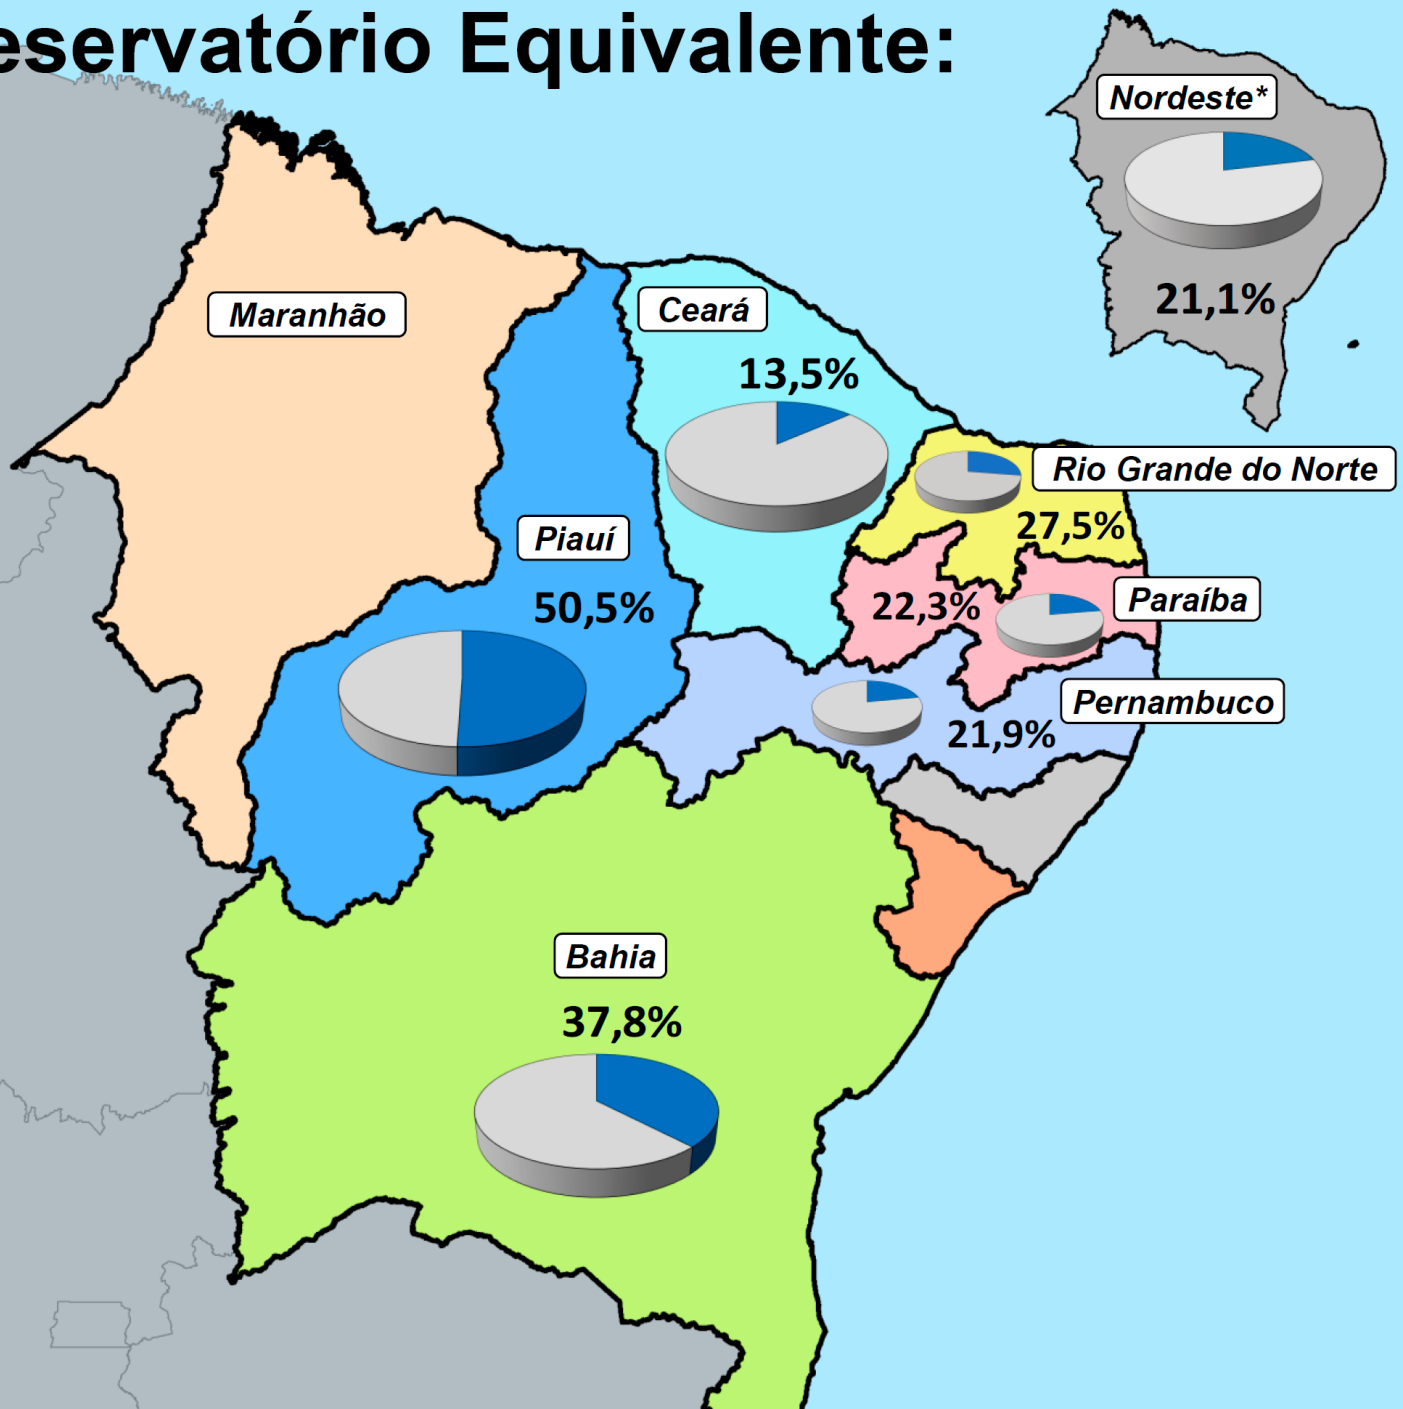 eservatório Equivalente:
Nordeste*
21,1%
Maranhão
Ceará
13,5%
Rio Grande do Norte
27,5%
Piauí
50,5%
22,3%
Paraíba
Pernambuco
21,9%
Bahia
37,8%